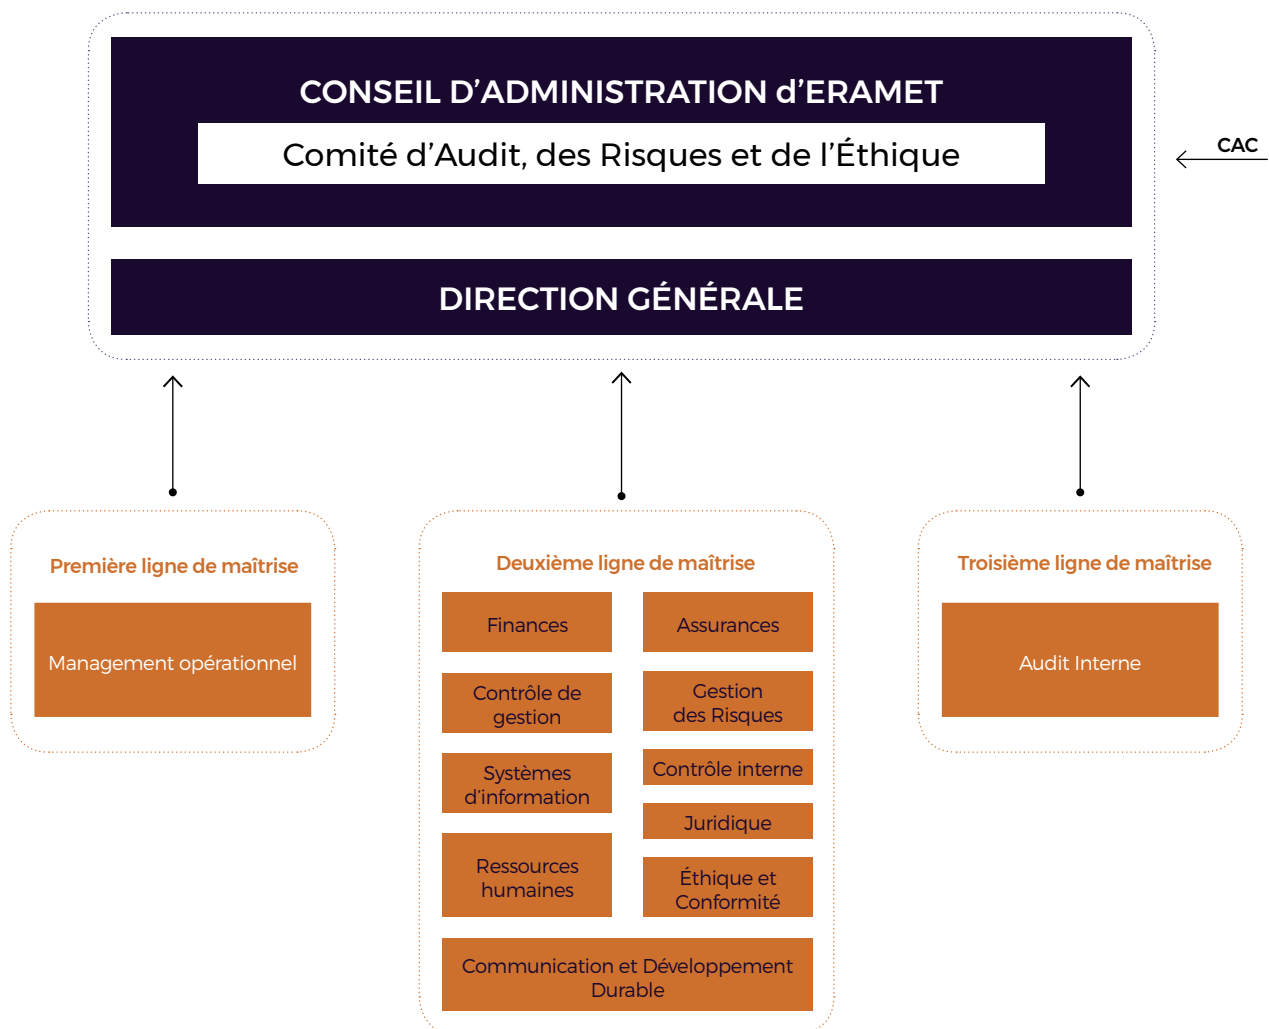 CONSEIL D'ADMINISTRATION d'ERAMET
Comité d'Audit, des Risques et de l'Éthique
CAC
DIRECTION GÉNÉRALE
Première ligne de maîtrise
Management opérationnel
Deuxième ligne de maîtrise
Finances
Contrôle de
gestion
Systèmes
d'information
Ressources
humaines
Assurances
Gestion
des Risques
Contrôle interne
Juridique
Éthique et
Conformité
Communication et Développement
Durable
Troisième ligne de maîtrise
Audit Interne